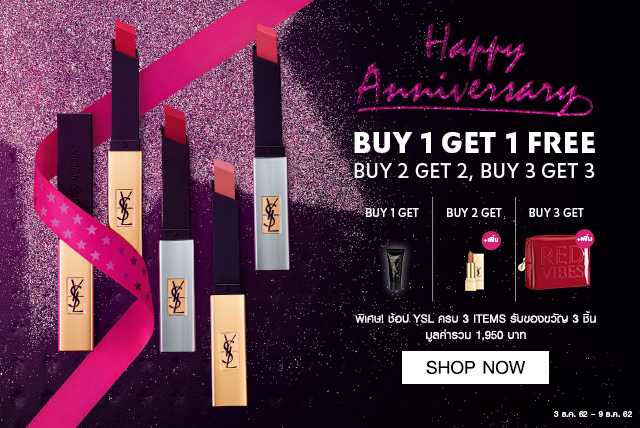 Happy
Anniversary
BUY 1 GET 1 FREE
BUY 2 GET 2, BUY 3 GET 3
BUY 1 GET
BUY 2 GET
BUY 3 GET
+เพิ่ม
+เพิ่ม
RED
VIBES
พิเศษ! ช้อป YSL ครบ 3 ITEMS รับของขวัญ 3 ชิ้น
มูลค่ารวม 1,950 บาท
SHOP NOW
3 ธ.ค. 62 – 9 ธ.ค. 62
YSL
YSL
YSL
YSL